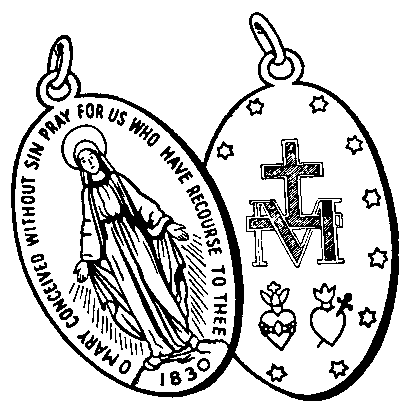 O MARY CONCEIVED WITHOUT SIN PRAY FOR US WHO HAVE RECOURSE TO THEE
1830
M